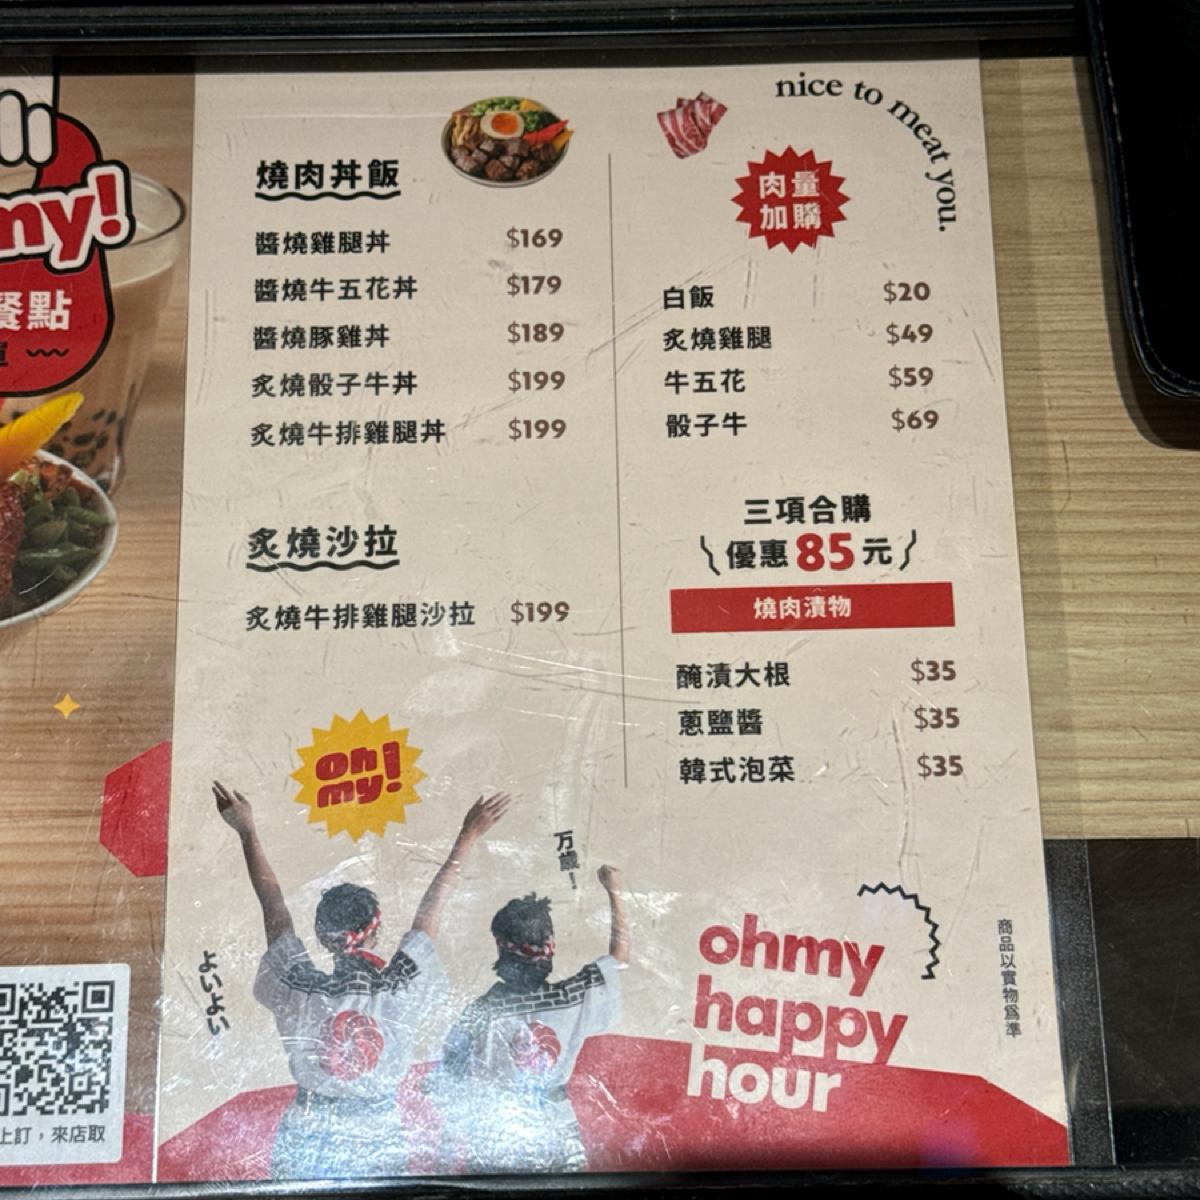 my!
餐點
燒肉丼飯
醬燒雞腿丼 $169
醬燒牛五花丼 $179
醬燒豚雞丼 $189
炙燒骰子牛丼 $199
炙燒牛排雞腿丼 $199
炙燒沙拉
炙燒牛排雞腿沙拉 $199
nice to meat you.
肉量
加購
白飯 $20
炙燒雞腿 $49
牛五花 $59
骰子牛 $69
三項合購
優惠85元
燒肉漬物
醃漬大根 $35
蔥鹽醬 $35
韓式泡菜 $35
oh
my!
万歲！
よいよい
ohmy
happy
hour
商品以實物為準
上訂，來店取